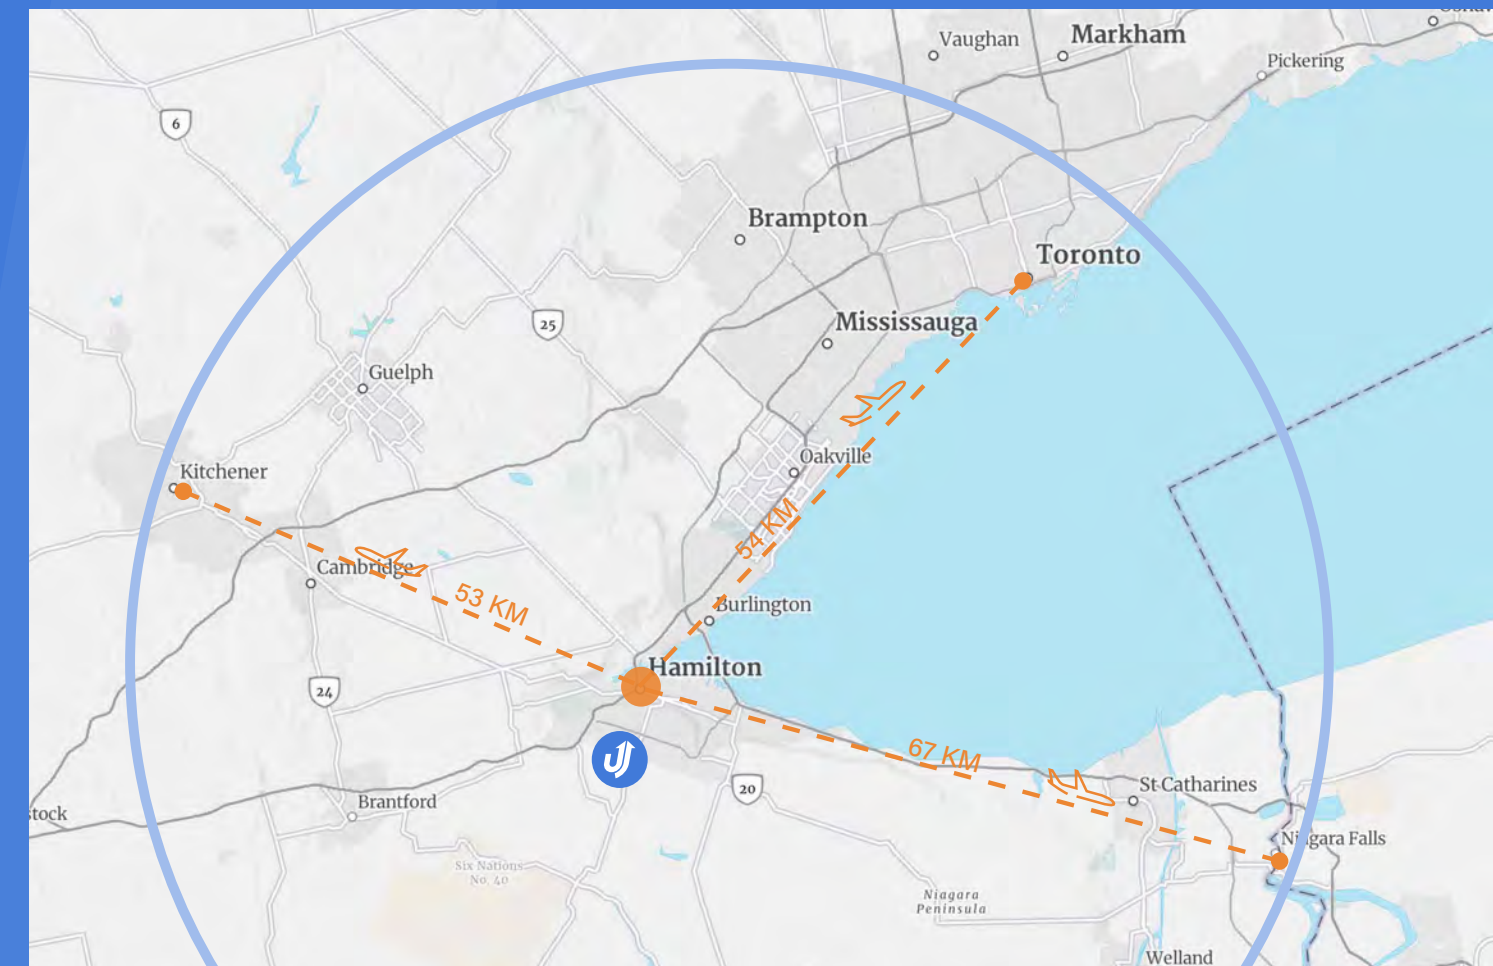 Vaughan
Markham
Pickering
6
Brampton
Toronto
25
Mississauga
Guelph
Oakville
Kitchener
54 KM
Cambridge
53 KM
Burlington
Hamilton
24
67 KM
20
St Catharines
stock
Brantford
Niagara Falls
Six Nations
No. 40
Niagara
Peninsula
Welland